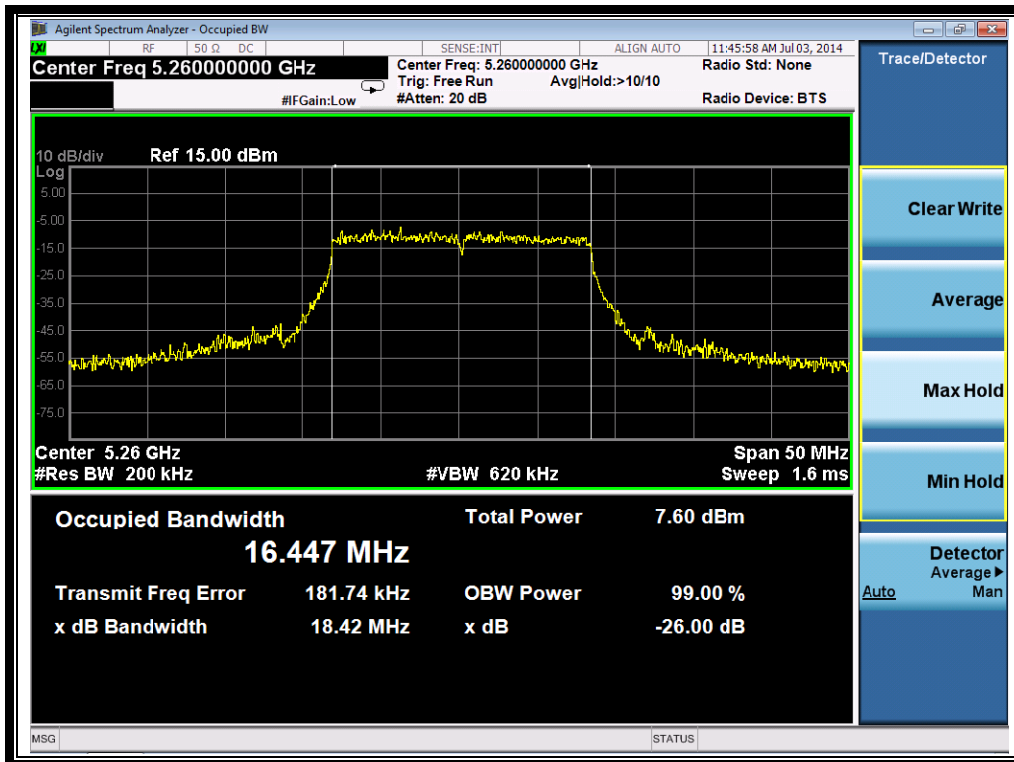 Agilent Spectrum Analyzer - Occupied BW
LXI RF 50 Ω DC SENSE:INT ALIGN AUTO 11:45:58 AM Jul 03, 2014
Center Freq 5.260000000 GHz
#IFGain:Low
Center Freq: 5.260000000 GHz
Trig: Free Run Avg|Hold:>10/10
#Atten: 20 dB
Radio Std: None
Radio Device: BTS
10 dB/div Ref 15.00 dBm
Log
5.00
-5.00
-15.0
-25.0
-35.0
-45.0
-55.0
-65.0
-75.0
Center 5.26 GHz Span 50 MHz
#Res BW 200 kHz #VBW 620 kHz Sweep 1.6 ms
Occupied Bandwidth Total Power 7.60 dBm
16.447 MHz
Transmit Freq Error 181.74 kHz OBW Power 99.00 %
x dB Bandwidth 18.42 MHz x dB -26.00 dB
MSG STATUS
Trace/Detector
Clear Write
Average
Max Hold
Min Hold
Detector
Average▶
Auto Man